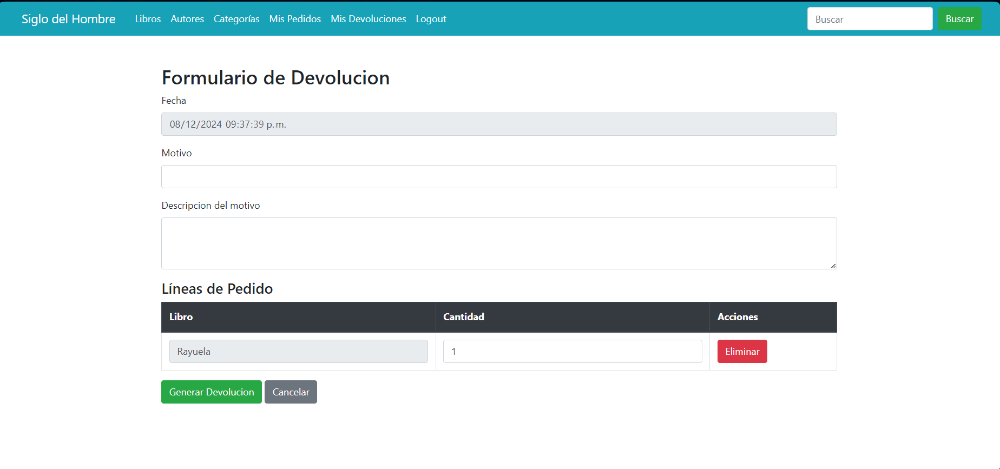 Siglo del Hombre Libros Autores Categorías Mis Pedidos Mis Devoluciones Logout Buscar Buscar
Formulario de Devolucion
Fecha
08/12/2024 09:37:39 p.m.
Motivo
Descripcion del motivo
Líneas de Pedido
Libro Cantidad Acciones
Rayuela 1 Eliminar
Generar Devolucion Cancelar